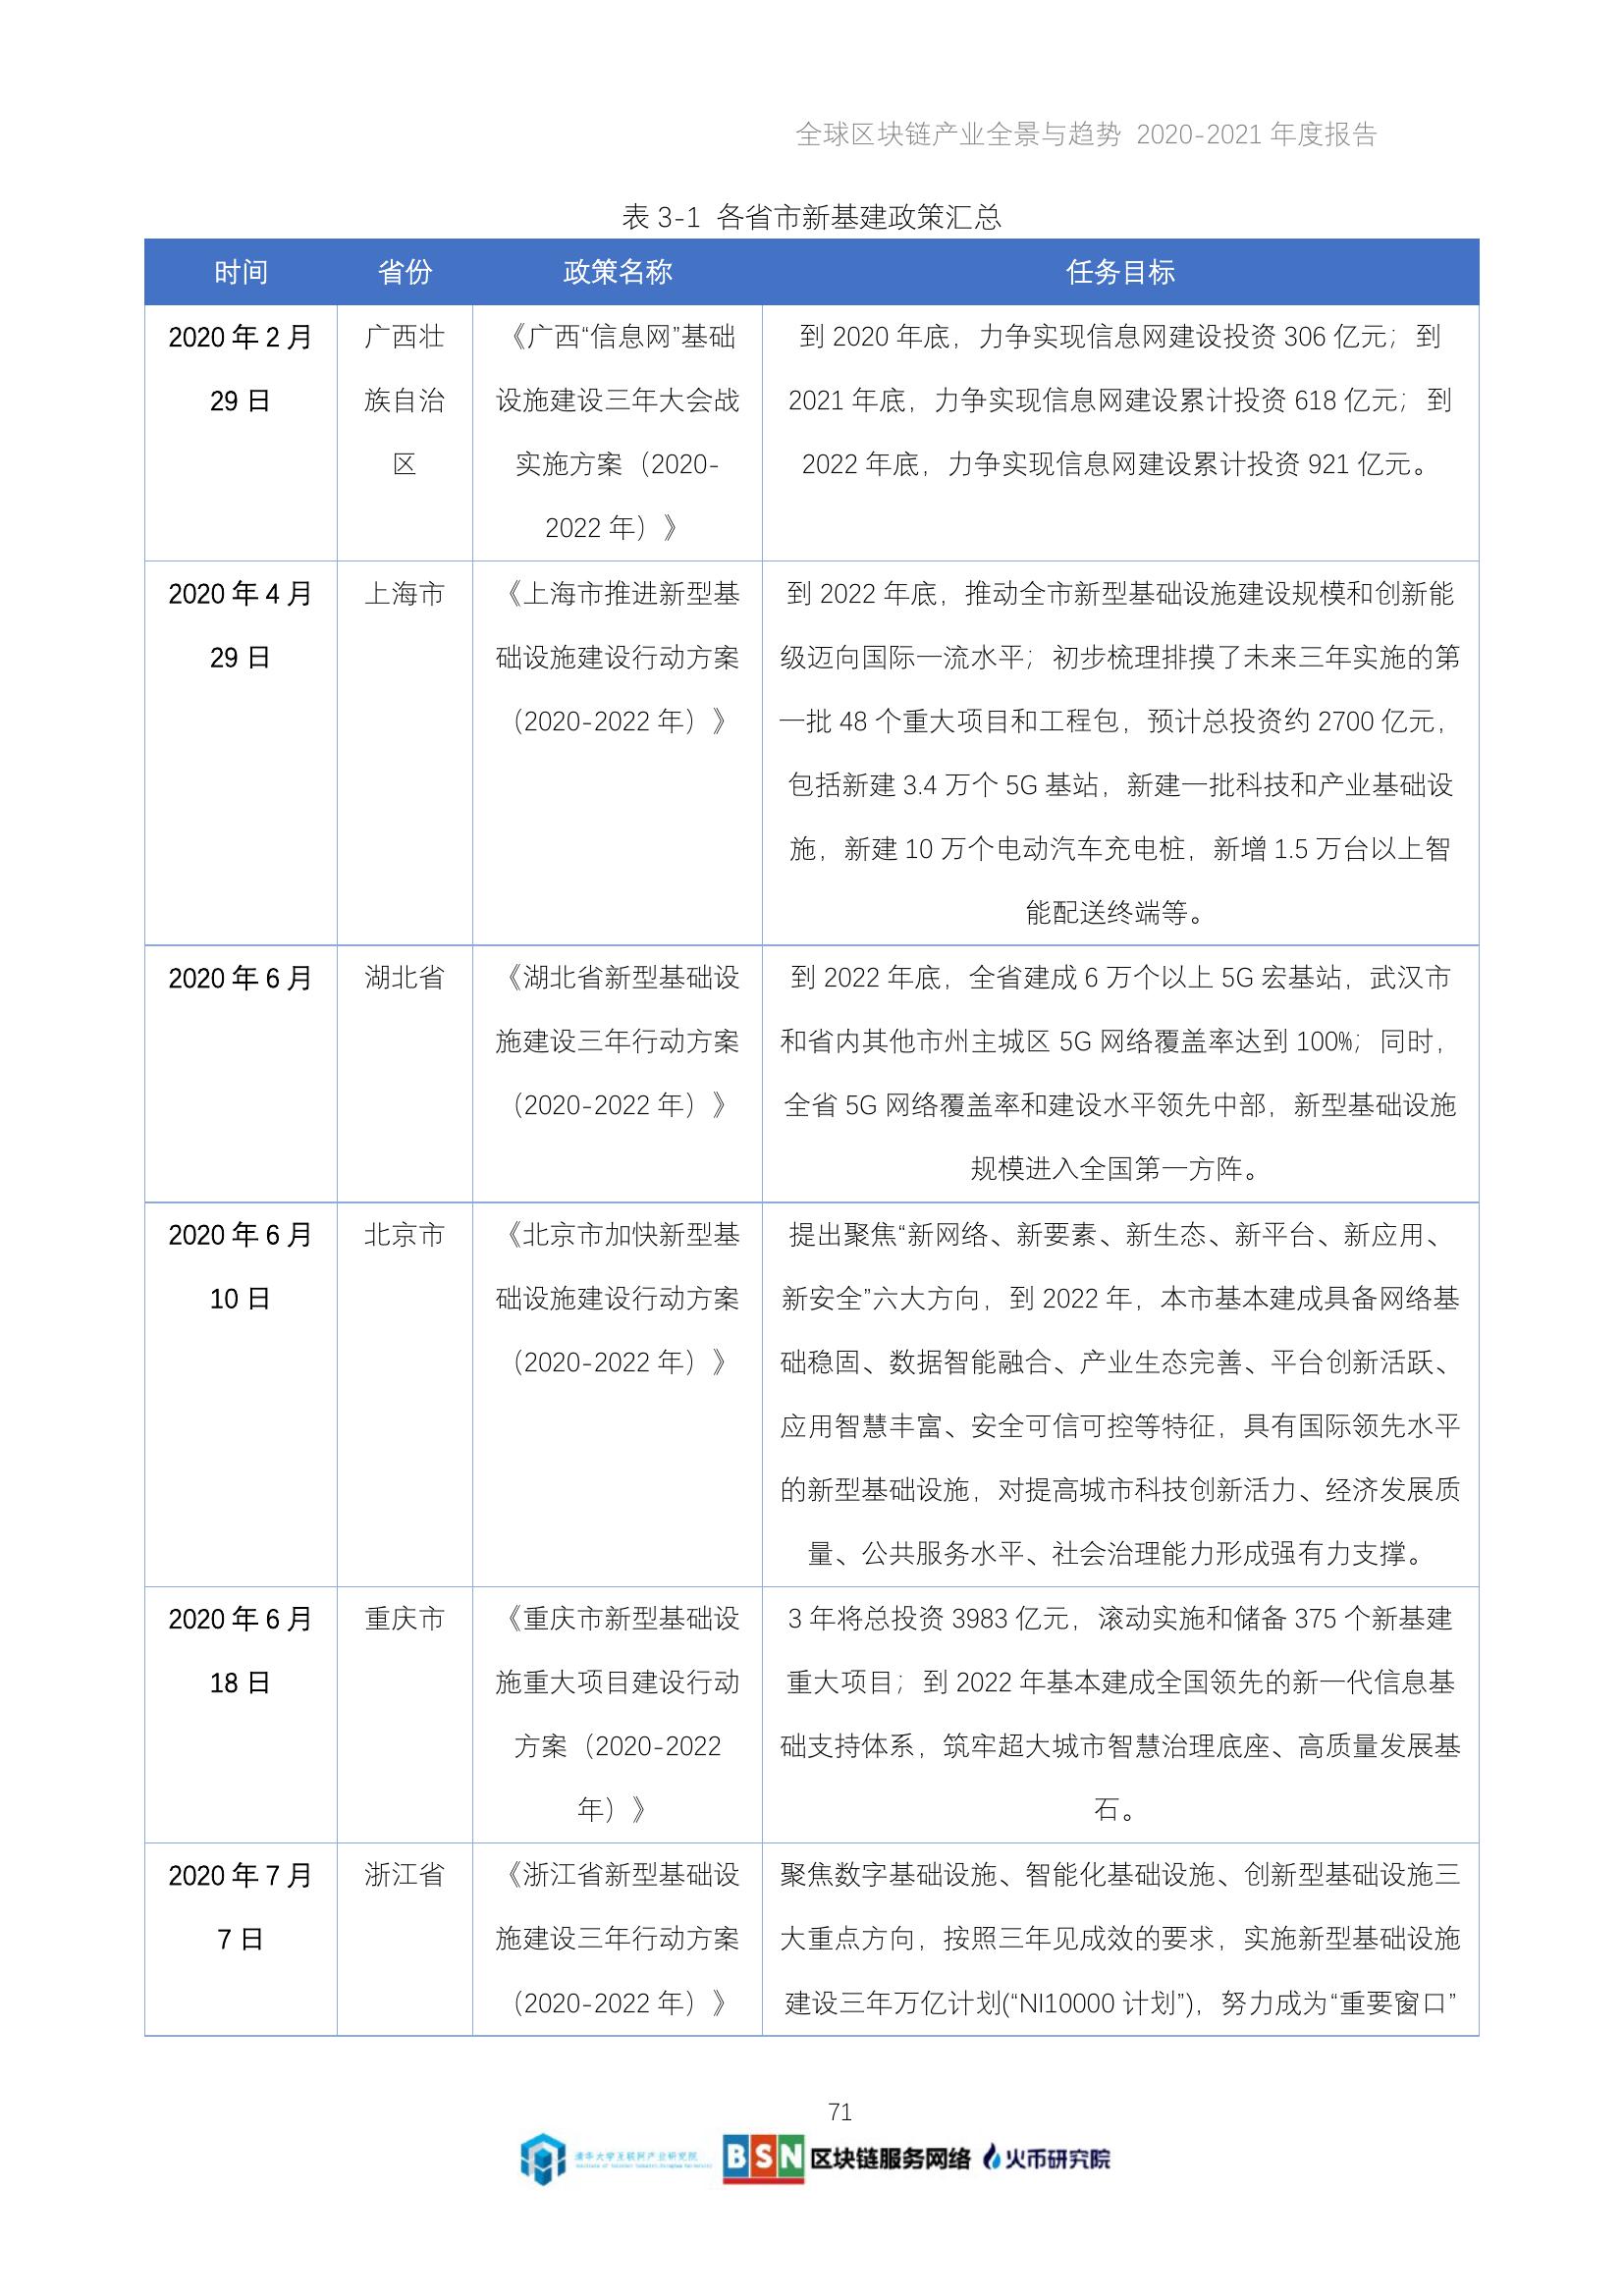 全球区块链产业全景与趋势 2020-2021 年度报告
表 3-1 各省市新基建政策汇总
时间 省份 政策名称 任务目标
2020 年 2 月 广西壮 《广西“信息网”基础 到 2020 年底，力争实现信息网建设投资 306 亿元；到
29 日 族自治 设施建设三年大会战 2021 年底，力争实现信息网建设累计投资 618 亿元；到
区 实施方案（2020- 2022 年底，力争实现信息网建设累计投资 921 亿元。
2022 年）》
2020 年 4 月 上海市 《上海市推进新型基 到 2022 年底，推动全市新型基础设施建设规模和创新能
29 日 础设施建设行动方案 级迈向国际一流水平；初步梳理排摸了未来三年实施的第
（2020-2022 年）》 一批 48 个重大项目和工程包，预计总投资约 2700 亿元，
包括新建 3.4 万个 5G 基站，新建一批科技和产业基础设
施，新建 10 万个电动汽车充电桩，新增 1.5 万台以上智
能配送终端等。
2020 年 6 月 湖北省 《湖北省新型基础设 到 2022 年底，全省建成 6 万个以上 5G 宏基站，武汉市
施建设三年行动方案 和省内其他市州主城区 5G 网络覆盖率达到 100%；同时，
（2020-2022 年）》 全省 5G 网络覆盖率和建设水平领先中部，新型基础设施
规模进入全国第一方阵。
2020 年 6 月 北京市 《北京市加快新型基 提出聚焦“新网络、新要素、新生态、新平台、新应用、
10 日 础设施建设行动方案 新安全”六大方向，到 2022 年，本市基本建成具备网络基
（2020-2022 年）》 础稳固、数据智能融合、产业生态完善、平台创新活跃、
应用智慧丰富、安全可信可控等特征，具有国际领先水平
的新型基础设施，对提高城市科技创新活力、经济发展质
量、公共服务水平、社会治理能力形成强有力支撑。
2020 年 6 月 重庆市 《重庆市新型基础设 3 年将总投资 3983 亿元，滚动实施和储备 375 个新基建
18 日 施重大项目建设行动 重大项目；到 2022 年基本建成全国领先的新一代信息基
方案（2020-2022 础支持体系，筑牢超大城市智慧治理底座、高质量发展基
年）》 石。
2020 年 7 月 浙江省 《浙江省新型基础设 聚焦数字基础设施、智能化基础设施、创新型基础设施三
7 日 施建设三年行动方案 大重点方向，按照三年见成效的要求，实施新型基础设施
（2020-2022 年）》 建设三年万亿计划(“NI10000 计划”)，努力成为“重要窗口”
71
清华大学互联网产业研究院 BSN 区块链服务网络 火币研究院